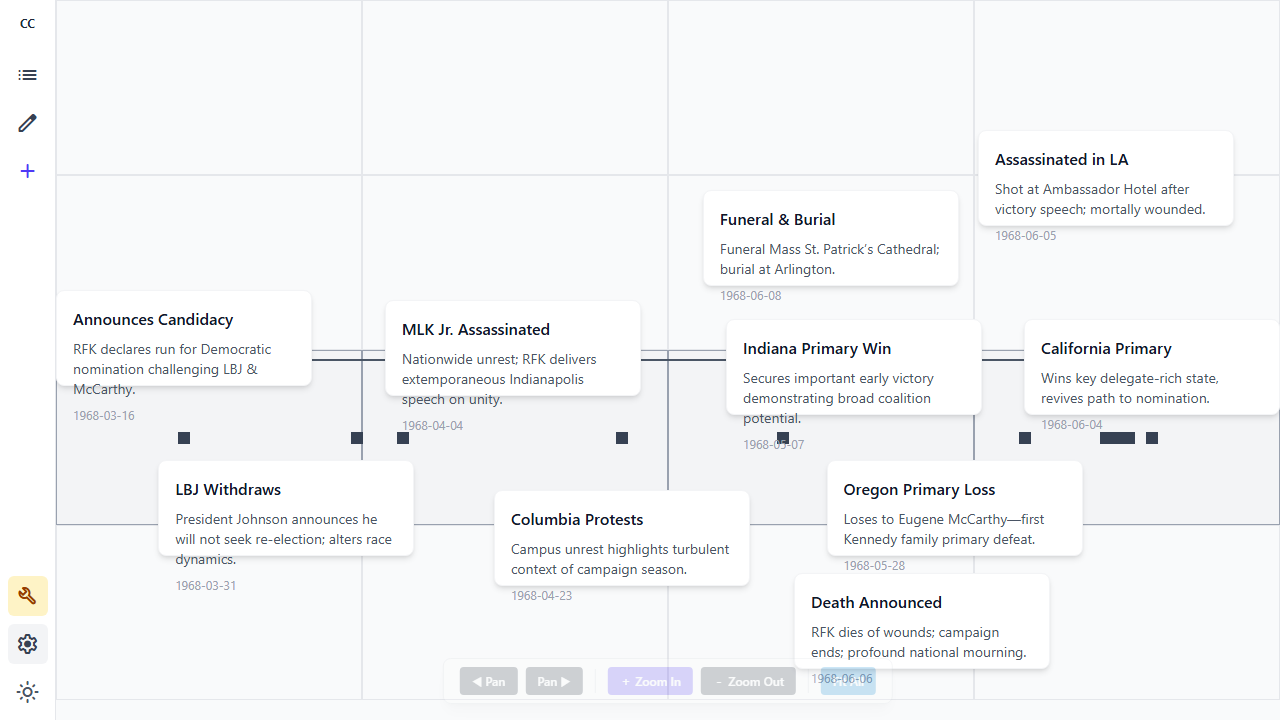 CC
Assassinated in LA
Shot at Ambassador Hotel after
victory speech; mortally wounded.
1968-06-05
Funeral & Burial
Funeral Mass St. Patrick's Cathedral;
burial at Arlington.
1968-06-08
Announces Candidacy
RFK declares run for Democratic
nomination challenging LBJ &
McCarthy.
1968-03-16
MLK Jr. Assassinated
Nationwide unrest; RFK delivers
extemporaneous Indianapolis
speech on unity.
1968-04-04
Indiana Primary Win
Secures important early victory
demonstrating broad coalition
potential.
1968-05-07
California Primary
Wins key delegate-rich state,
revives path to nomination.
1968-06-04
LBJ Withdraws
President Johnson announces he
will not seek re-election; alters race
dynamics.
1968-03-31
Columbia Protests
Campus unrest highlights turbulent
context of campaign season.
1968-04-23
Oregon Primary Loss
Loses to Eugene McCarthy—first
Kennedy family primary defeat.
1968-05-28
Death Announced
RFK dies of wounds; campaign
ends; profound national mourning.
1968-06-06
◀ Pan
Pan ▶
+ Zoom In
- Zoom Out